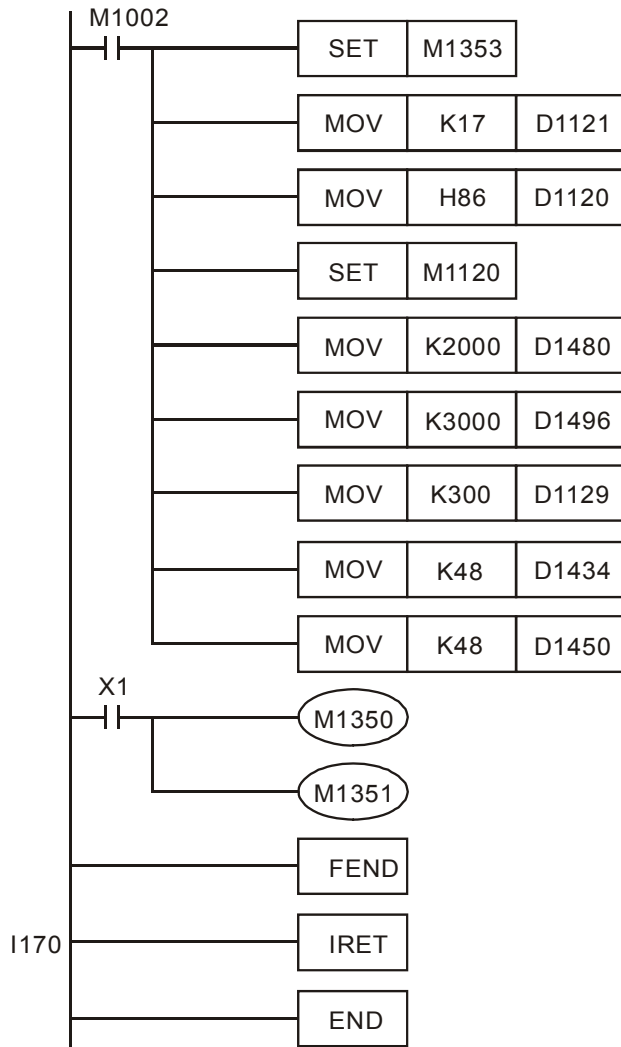 M1002
SET M1353
MOV K17 D1121
MOV H86 D1120
SET M1120
MOV K2000 D1480
MOV K3000 D1496
MOV K300 D1129
MOV K48 D1434
MOV K48 D1450
X1
M1350
M1351
FEND
I170 IRET
END